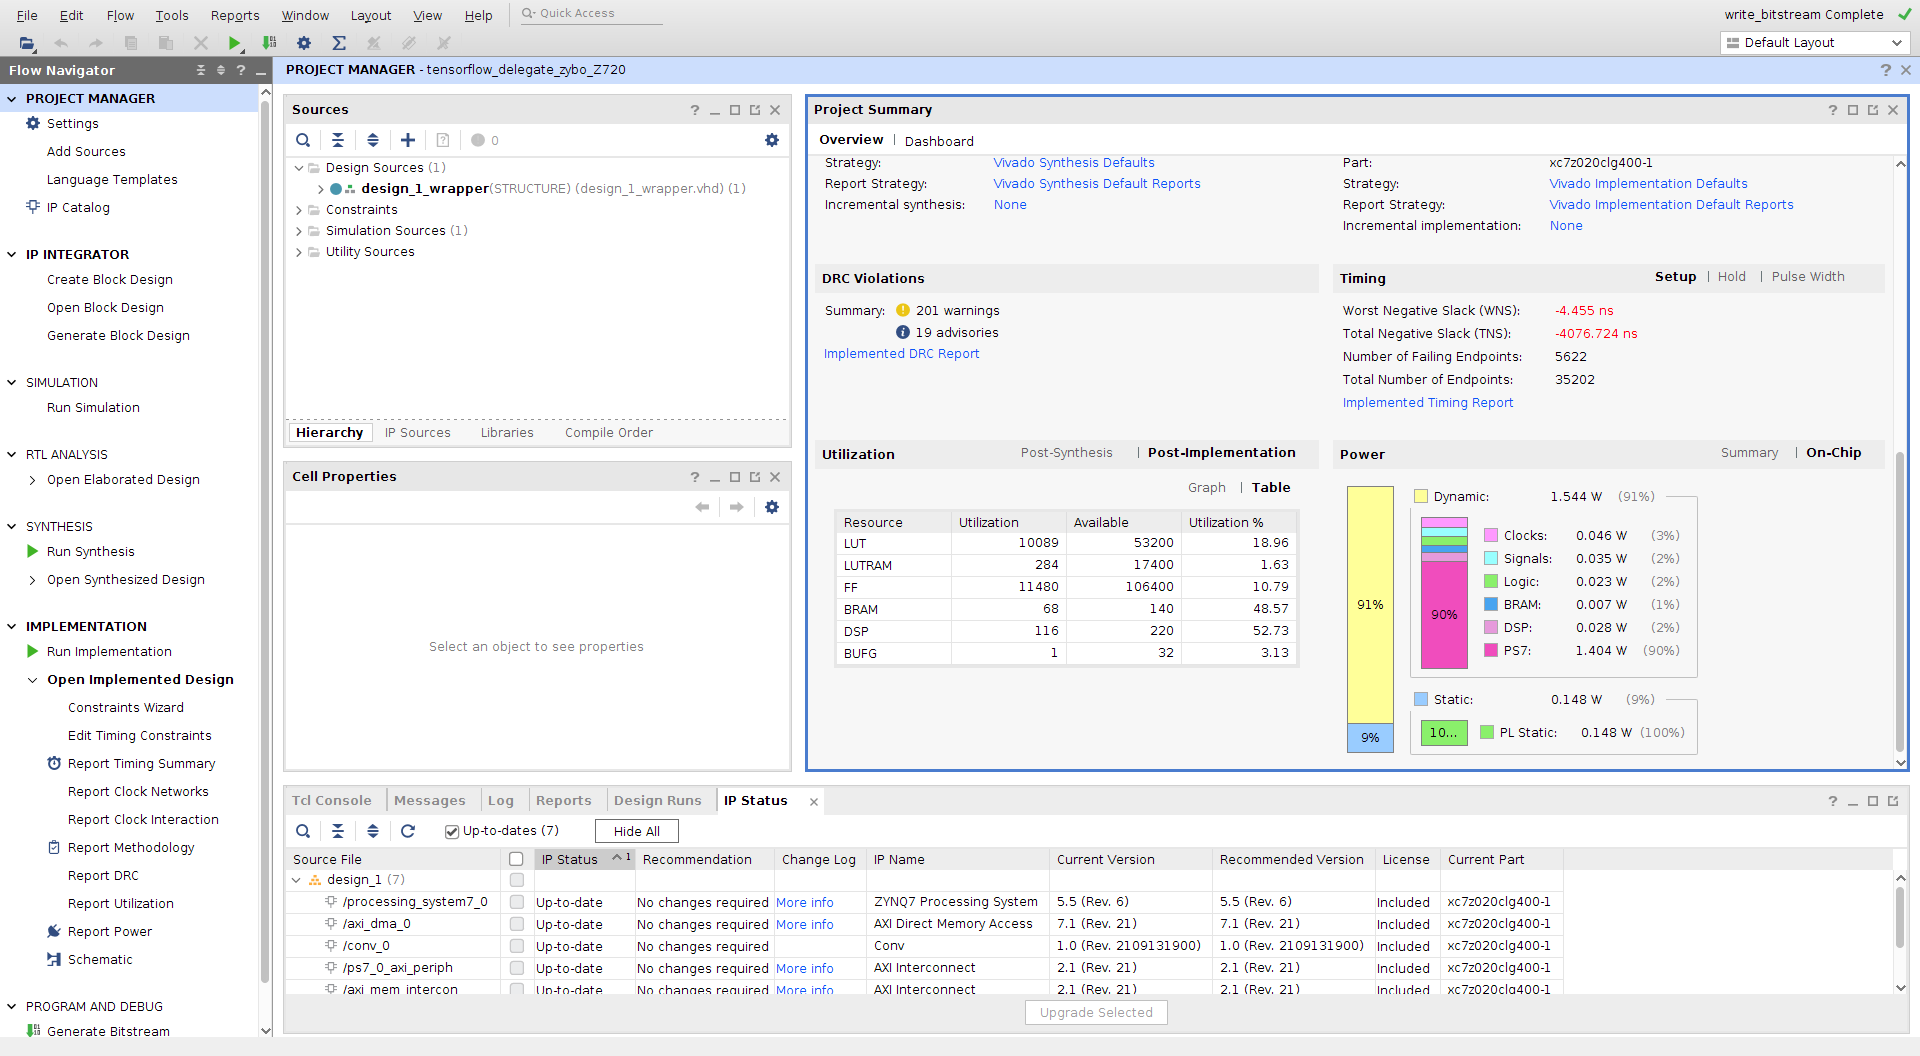 File Edit Flow Tools Reports Window Layout View Help Quick Access write_bitstream Complete
Default Layout
Flow Navigator
PROJECT MANAGER
Settings
Add Sources
Language Templates
IP Catalog
IP INTEGRATOR
Create Block Design
Open Block Design
Generate Block Design
SIMULATION
Run Simulation
RTL ANALYSIS
Open Elaborated Design
SYNTHESIS
Run Synthesis
Open Synthesized Design
IMPLEMENTATION
Run Implementation
Open Implemented Design
Constraints Wizard
Edit Timing Constraints
Report Timing Summary
Report Clock Networks
Report Clock Interaction
Report Methodology
Report DRC
Report Utilization
Report Power
Schematic
PROGRAM AND DEBUG
Generate Bitstream
PROJECT MANAGER - tensorflow_delegate_zybo_Z720
Sources
0
Design Sources (1)
design_1_wrapper(STRUCTURE) (design_1_wrapper.vhd) (1)
Constraints
Simulation Sources (1)
Utility Sources
Hierarchy IP Sources Libraries Compile Order
Cell Properties
Select an object to see properties
Project Summary
Overview | Dashboard
Strategy: Vivado Synthesis Defaults
Report Strategy: Vivado Synthesis Default Reports
Incremental synthesis: None
Part: xc7z020clg400-1
Strategy: Vivado Implementation Defaults
Report Strategy: Vivado Implementation Default Reports
Incremental implementation: None
DRC Violations
Summary: 201 warnings
19 advisories
Implemented DRC Report
Timing Setup | Hold | Pulse Width
Worst Negative Slack (WNS): -4.455 ns
Total Negative Slack (TNS): -4076.724 ns
Number of Failing Endpoints: 5622
Total Number of Endpoints: 35202
Implemented Timing Report
Utilization Post-Synthesis | Post-Implementation
Graph | Table
Resource Utilization Available Utilization %
LUT 10089 53200 18.96
LUTRAM 284 17400 1.63
FF 11480 106400 10.79
BRAM 68 140 48.57
DSP 116 220 52.73
BUFG 1 32 3.13
Power Summary | On-Chip
91%
9%
Dynamic: 1.544 W (91%)
90%
Clocks: 0.046 W (3%)
Signals: 0.035 W (2%)
Logic: 0.023 W (2%)
BRAM: 0.007 W (1%)
DSP: 0.028 W (2%)
PS7: 1.404 W (90%)
Static: 0.148 W (9%)
10... PL Static: 0.148 W (100%)
Tcl Console Messages Log Reports Design Runs IP Status
Up-to-dates (7) Hide All
Source File IP Status 1 Recommendation Change Log IP Name Current Version Recommended Version License Current Part
design_1 (7)
/processing_system7_0 Up-to-date No changes required More info ZYNQ7 Processing System 5.5 (Rev. 6) 5.5 (Rev. 6) Included xc7z020clg400-1
/axi_dma_0 Up-to-date No changes required More info AXI Direct Memory Access 7.1 (Rev. 21) 7.1 (Rev. 21) Included xc7z020clg400-1
/conv_0 Up-to-date No changes required Conv 1.0 (Rev. 2109131900) 1.0 (Rev. 2109131900) Included xc7z020clg400-1
/ps7_0_axi_periph Up-to-date No changes required More info AXI Interconnect 2.1 (Rev. 21) 2.1 (Rev. 21) Included xc7z020clg400-1
/axi_mem_intercon Up-to-date No changes required More info AXI Interconnect 2.1 (Rev. 21) 2.1 (Rev. 21) Included xc7z020clg400-1
Upgrade Selected